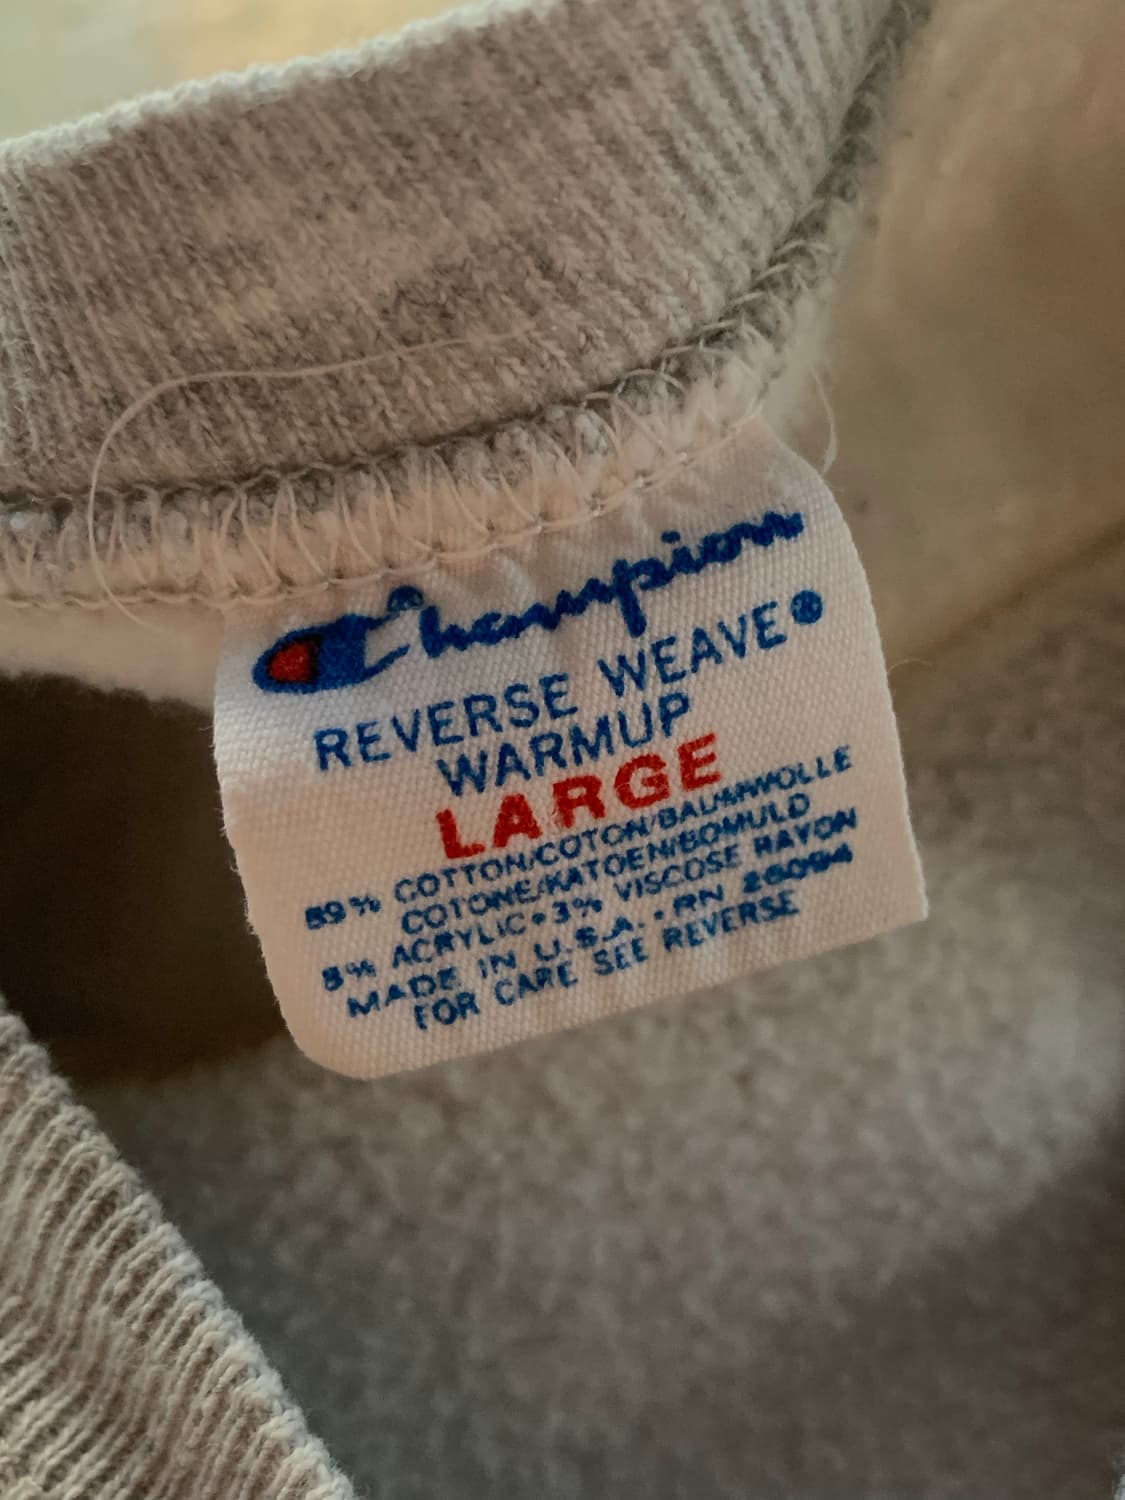 Champion®
REVERSE WEAVE®
WARMUP
LARGE
89% COTTON/COTON/BAUMWOLLE
COTONE/KATOEN/BOMULD
8% ACRYLIC•3% VISCOSE RAYON
MADE IN U.S.A. • RN 26094
FOR CARE SEE REVERSE